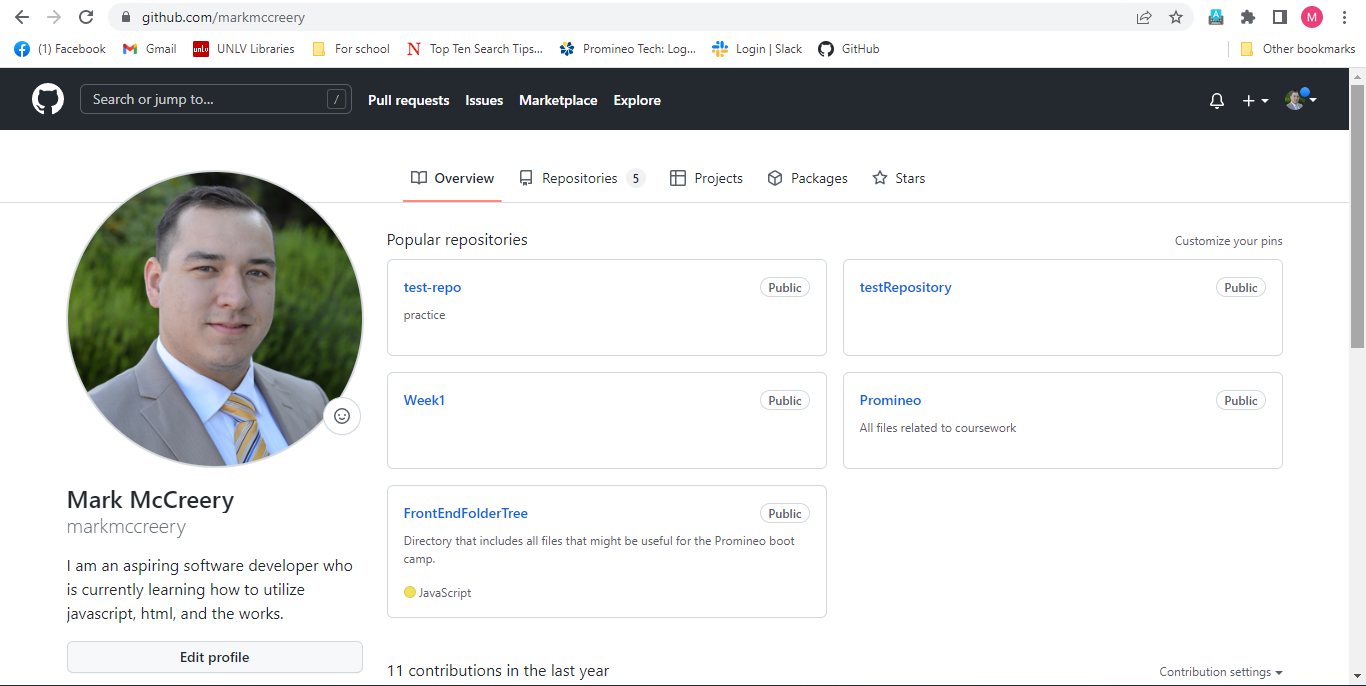 github.com/markmccreery
M
(1) Facebook
Gmail
unlv
UNLV Libraries
For school
N
Top Ten Search Tips...
Promineo Tech: Log...
Login | Slack
GitHub
Other bookmarks
Search or jump to...
/
Pull requests
Issues
Marketplace
Explore
Overview
Repositories 5
Projects
Packages
Stars
Popular repositories
Customize your pins
test-repo
Public
practice
testRepository
Public
Week1
Public
Promineo
Public
All files related to coursework
FrontEndFolderTree
Public
Directory that includes all files that might be useful for the Promineo boot
camp.
JavaScript
Mark McCreery
markmccreery
I am an aspiring software developer who
is currently learning how to utilize
javascript, html, and the works.
Edit profile
11 contributions in the last year
Contribution settings